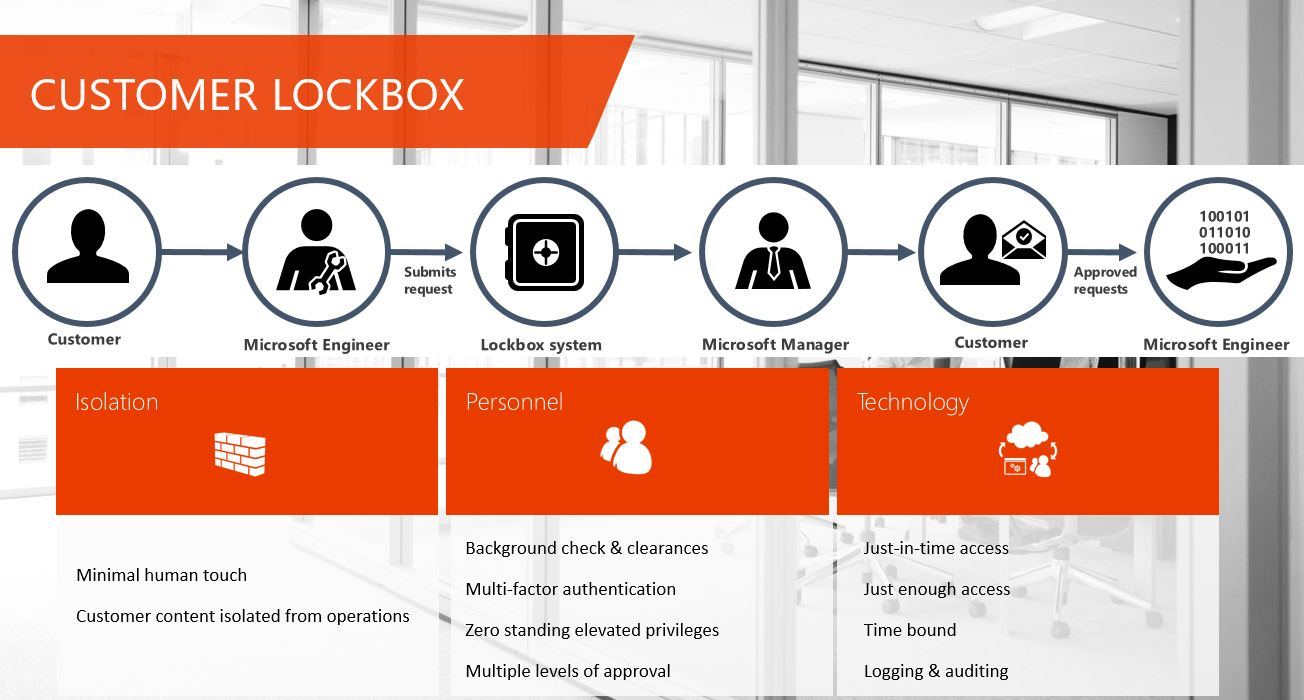 CUSTOMER LOCKBOX
100101
011010
100011
Submits
request
Approved
requests
Customer
Microsoft Engineer
Lockbox system
Microsoft Manager
Customer
Microsoft Engineer
Isolation
Personnel
Technology
Minimal human touch
Customer content isolated from operations
Background check & clearances
Multi-factor authentication
Zero standing elevated privileges
Multiple levels of approval
Just-in-time access
Just enough access
Time bound
Logging & auditing